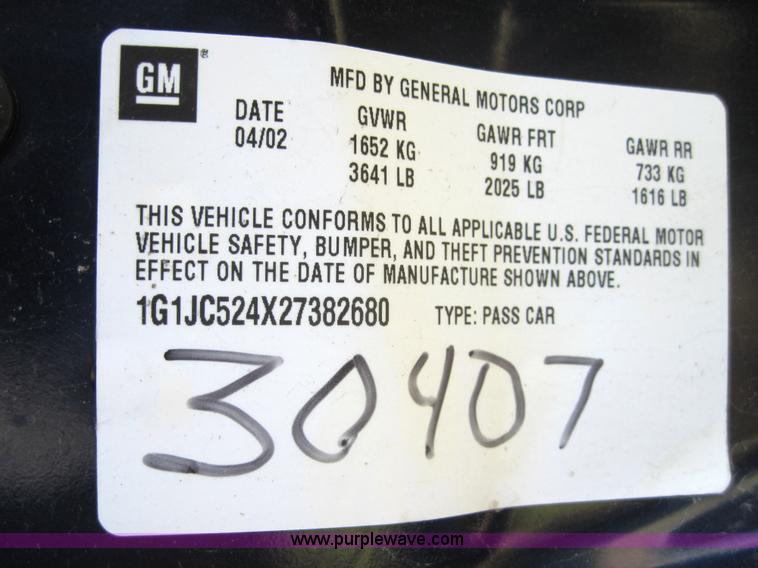 GM®
MFD BY GENERAL MOTORS CORP
DATE GVWR GAWR FRT GAWR RR
04/02 1652 KG 919 KG 733 KG
3641 LB 2025 LB 1616 LB
THIS VEHICLE CONFORMS TO ALL APPLICABLE U.S. FEDERAL MOTOR
VEHICLE SAFETY, BUMPER, AND THEFT PREVENTION STANDARDS IN
EFFECT ON THE DATE OF MANUFACTURE SHOWN ABOVE.
1G1JC524X27382680 TYPE: PASS CAR
30407
www.purplewave.com